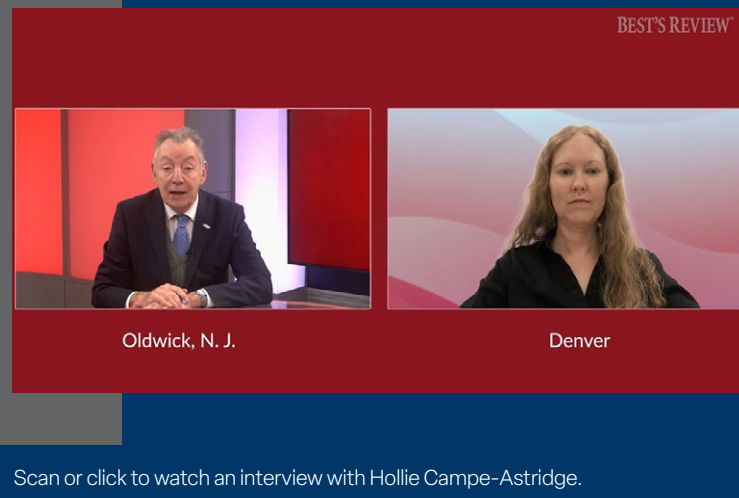 BEST'S REVIEW
Oldwick, N. J.
Denver
Scan or click to watch an interview with Hollie Campe-Astridge.